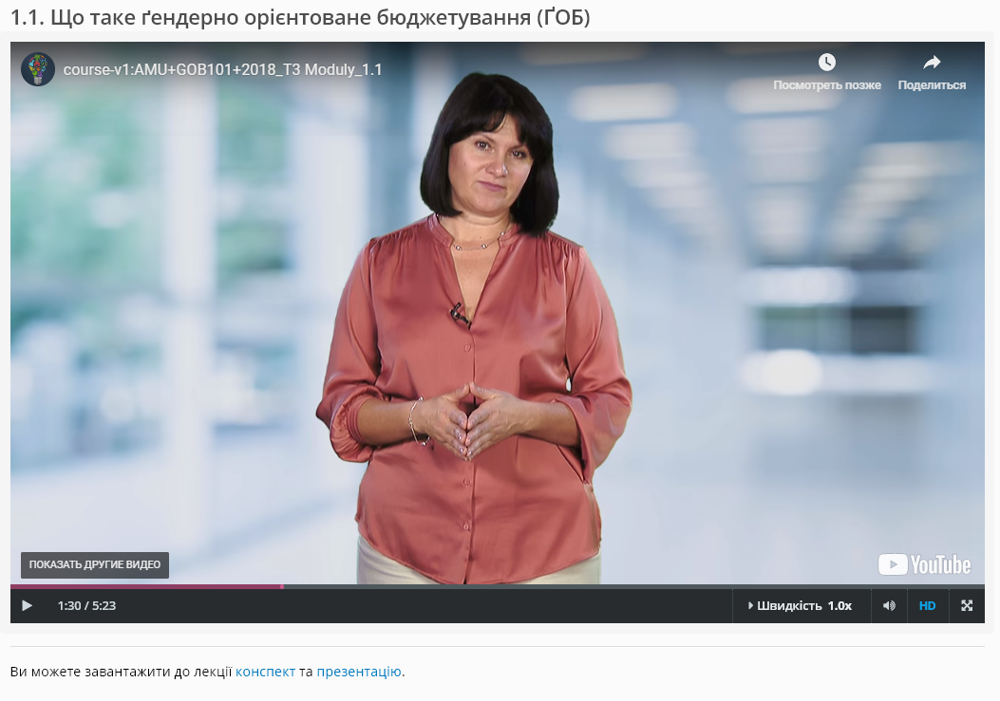 1.1. Що таке ґендерно орієнтоване бюджетування (ҐОБ)
course-v1:AMU+GOB101+2018_T3 Moduly_1.1
Посмотреть позже
Поделиться
ПОКАЗАТЬ ДРУГИЕ ВИДЕО
YouTube
1:30 / 5:23
Швидкість 1.0x
HD
Ви можете завантажити до лекції конспект та презентацію.